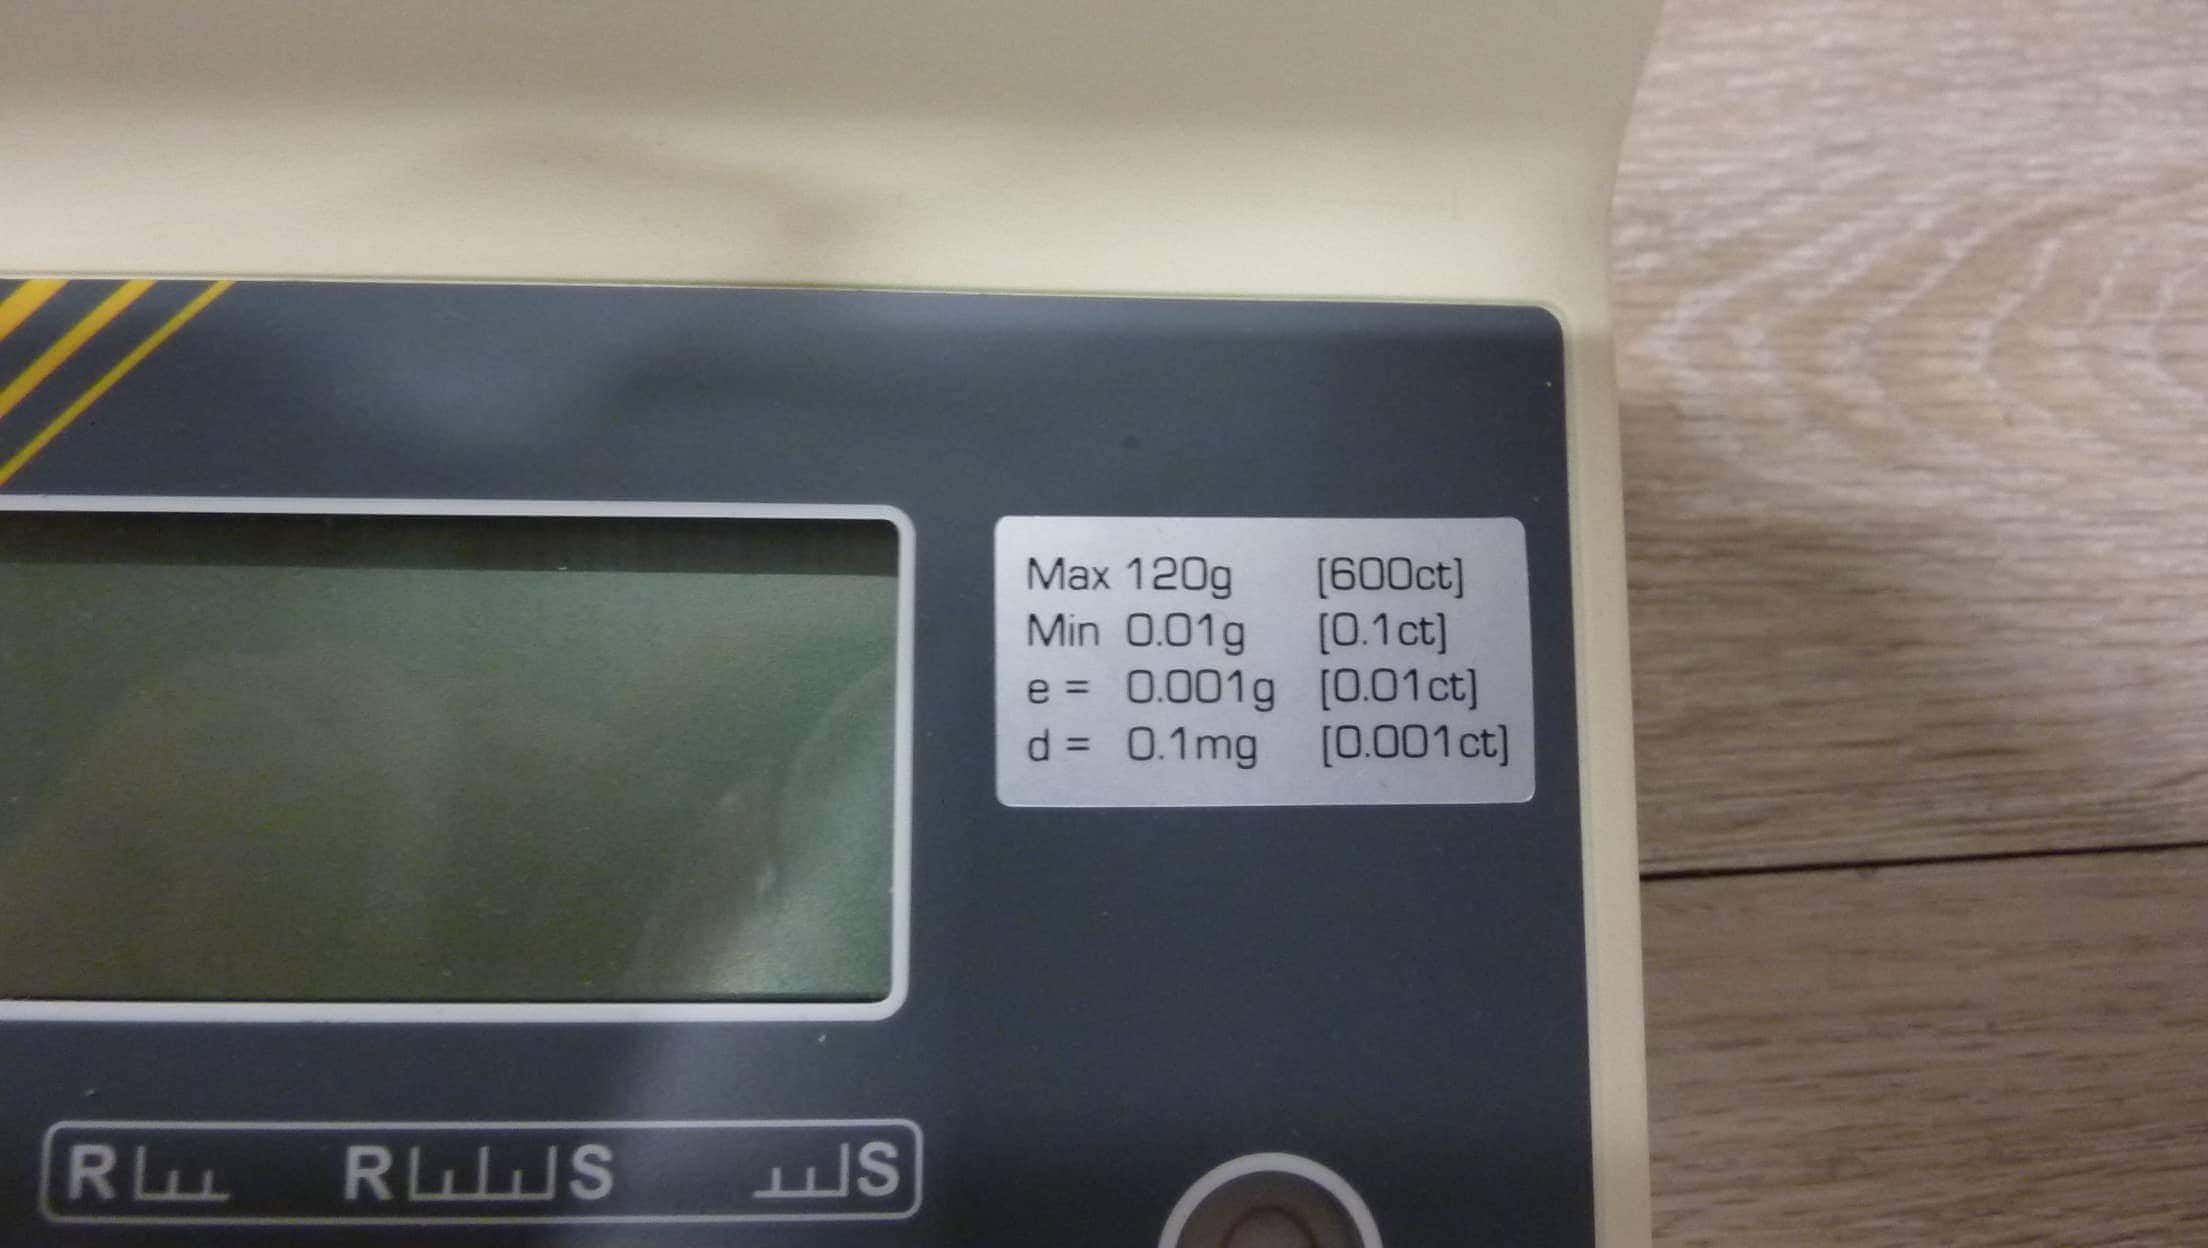 Max 120g [600ct]
Min 0.01g [0.1ct]
e = 0.001g [0.01ct]
d = 0.1mg [0.001ct]
R R S S